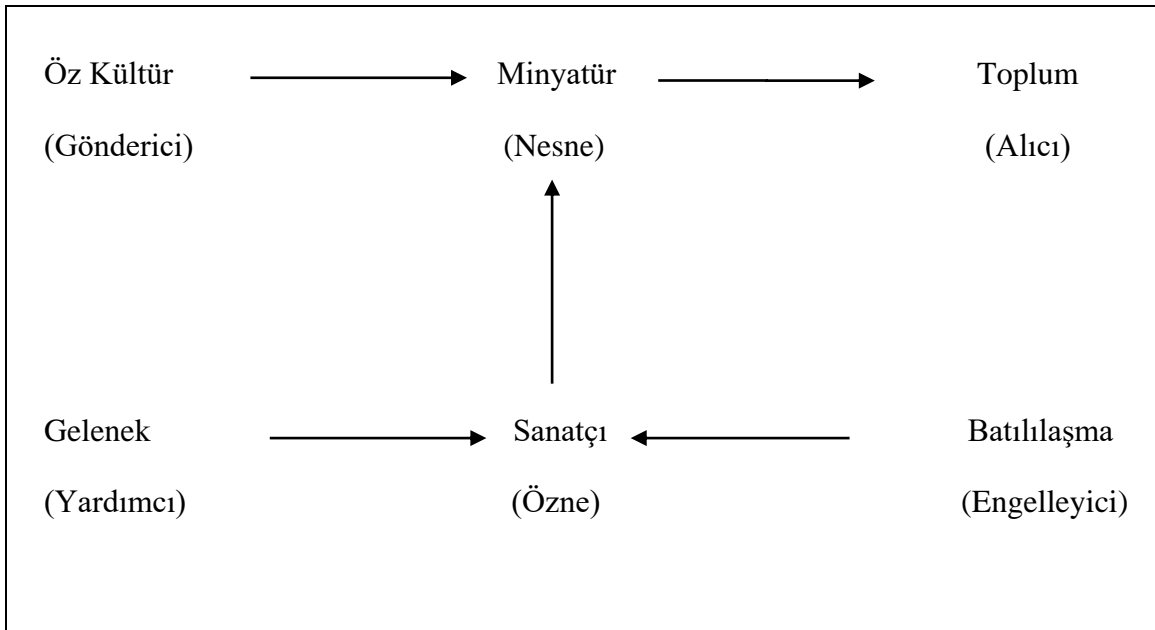 Öz Kültür Minyatür Toplum
(Gönderici) (Nesne) (Alıcı)
Gelenek Sanatçı Batılılaşma
(Yardımcı) (Özne) (Engelleyici)